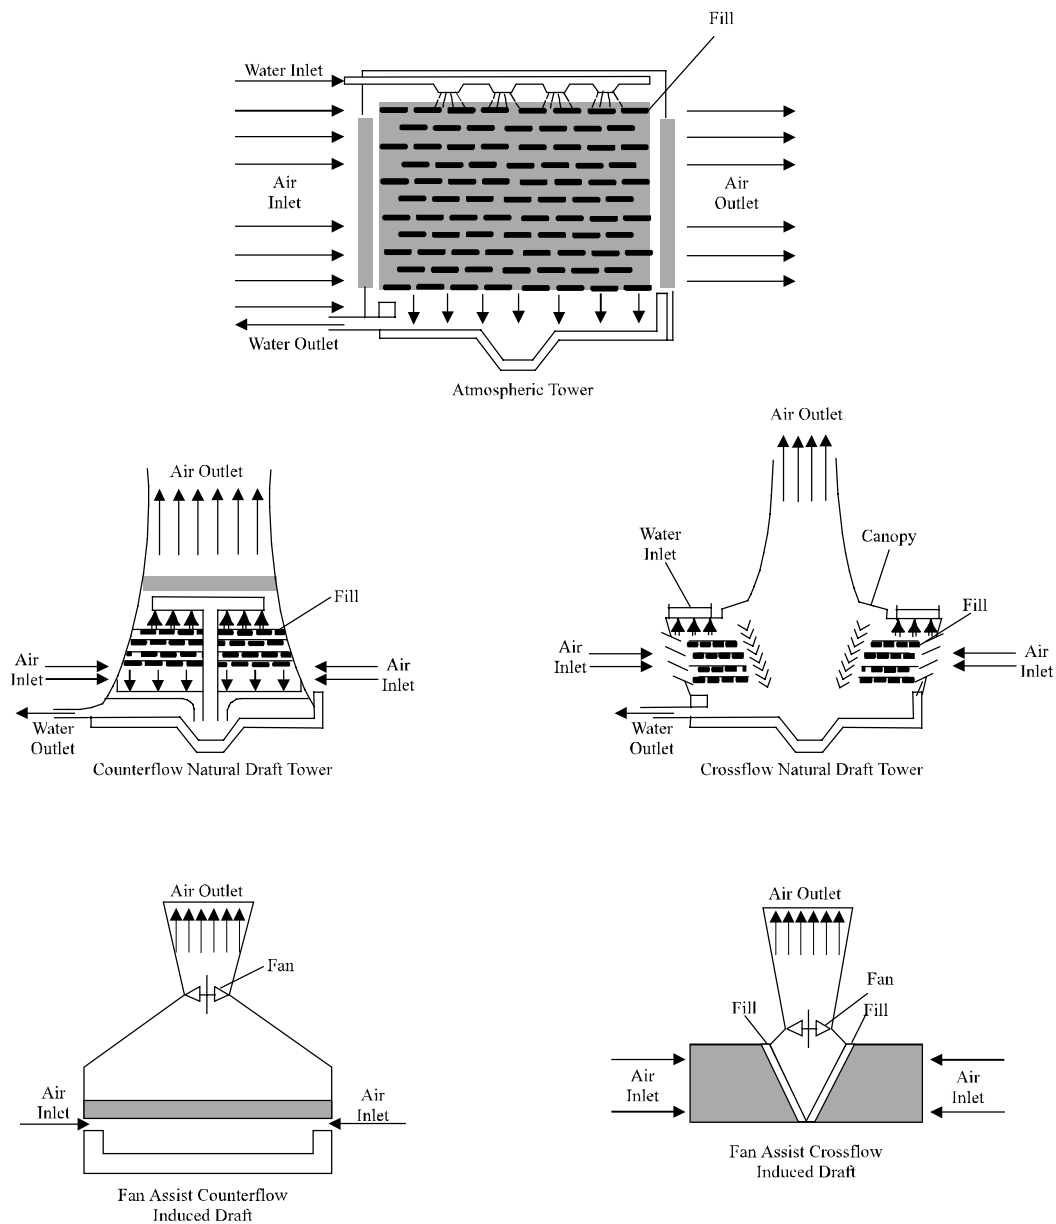 Fill
Water Inlet
Air
Inlet
Air
Outlet
Water Outlet
Atmospheric Tower
Air Outlet
Fill
Air
Inlet
Air
Inlet
Water
Outlet
Counterflow Natural Draft Tower
Air Outlet
Water
Inlet
Canopy
Fill
Air
Inlet
Air
Inlet
Water
Outlet
Crossflow Natural Draft Tower
Air Outlet
Fan
Air
Inlet
Air
Inlet
Fan Assist Counterflow
Induced Draft
Air Outlet
Fan
Fill
Fill
Air
Inlet
Air
Inlet
Fan Assist Crossflow
Induced Draft